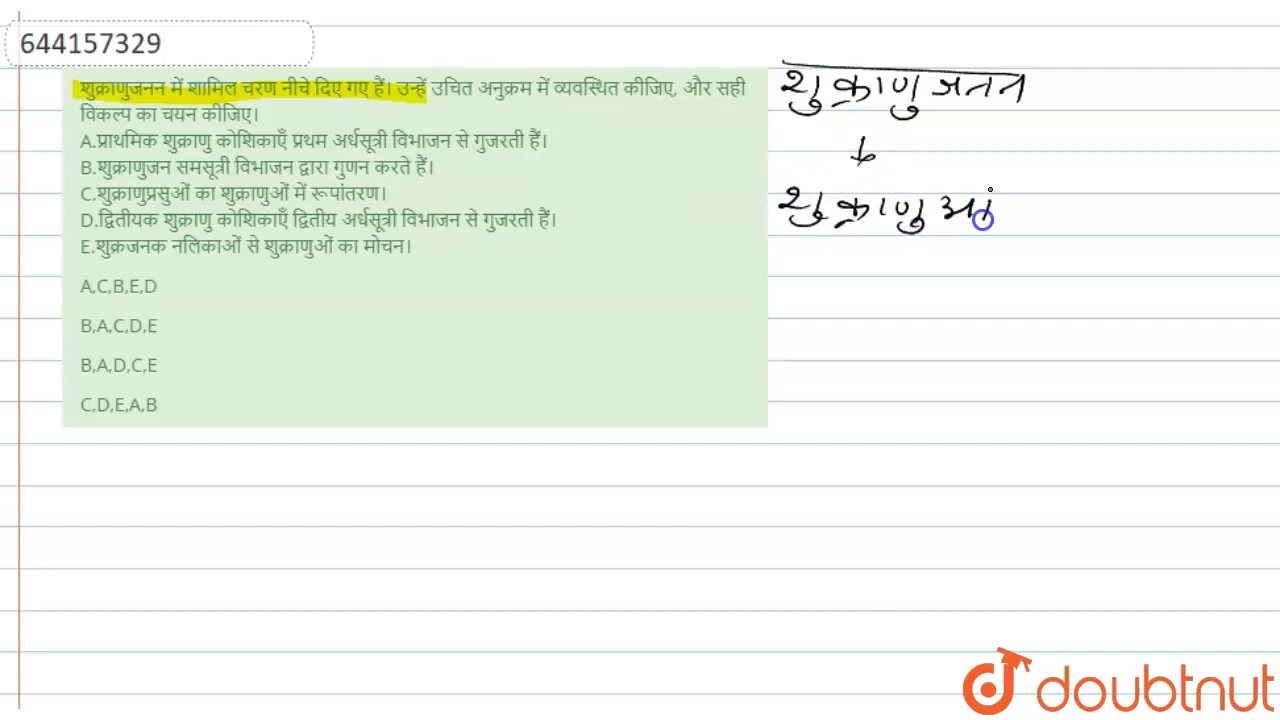 644157329
शुक्राणुजनन में शामिल चरण नीचे दिए गए हैं। उन्हें उचित अनुक्रम में व्यवस्थित कीजिए, और सही
विकल्प का चयन कीजिए।
A.प्राथमिक शुक्राणु कोशिकाएँ प्रथम अर्धसूत्री विभाजन से गुजरती हैं।
B.शुक्राणुजन समसूत्री विभाजन द्वारा गुणन करते हैं।
C.शुक्राणुप्रसुओं का शुक्राणुओं में रूपांतरण।
D.द्वितीयक शुक्राणु कोशिकाएँ द्वितीय अर्धसूत्री विभाजन से गुजरती हैं।
E.शुक्रजनक नलिकाओं से शुक्राणुओं का मोचन।
A,C,B,E,D
B,A,C,D,E
B,A,D,C,E
C,D,E,A,B
शुक्राणुजनन
शुक्राणुआं
doubtnut